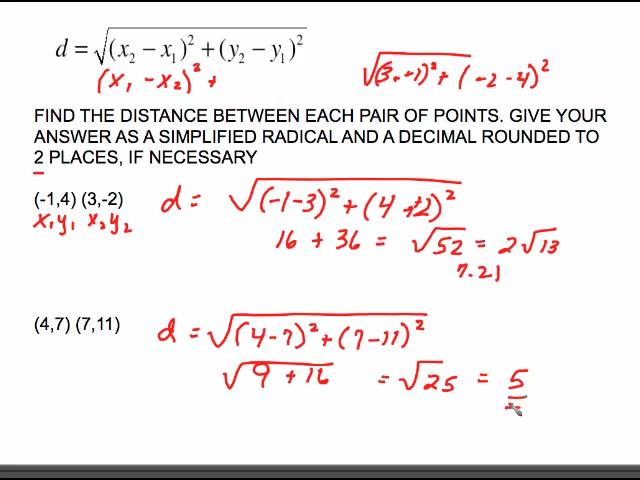 d = √(x₂ − x₁)² + (y₂ − y₁)²
(x₁ − x₂)² +
√(3 - -1)² + (-2 - 4)²
FIND THE DISTANCE BETWEEN EACH PAIR OF POINTS. GIVE YOUR
ANSWER AS A SIMPLIFIED RADICAL AND A DECIMAL ROUNDED TO
2 PLACES, IF NECESSARY
(-1,4) (3,-2) d = √(-1-3)² + (4 +2)²
x₁y₁ x₂y₂
16 + 36 = √52 = 2√13
7.21
(4,7) (7,11) d = √(4-7)² + (7-11)²
√9 + 16 = √25 = 5